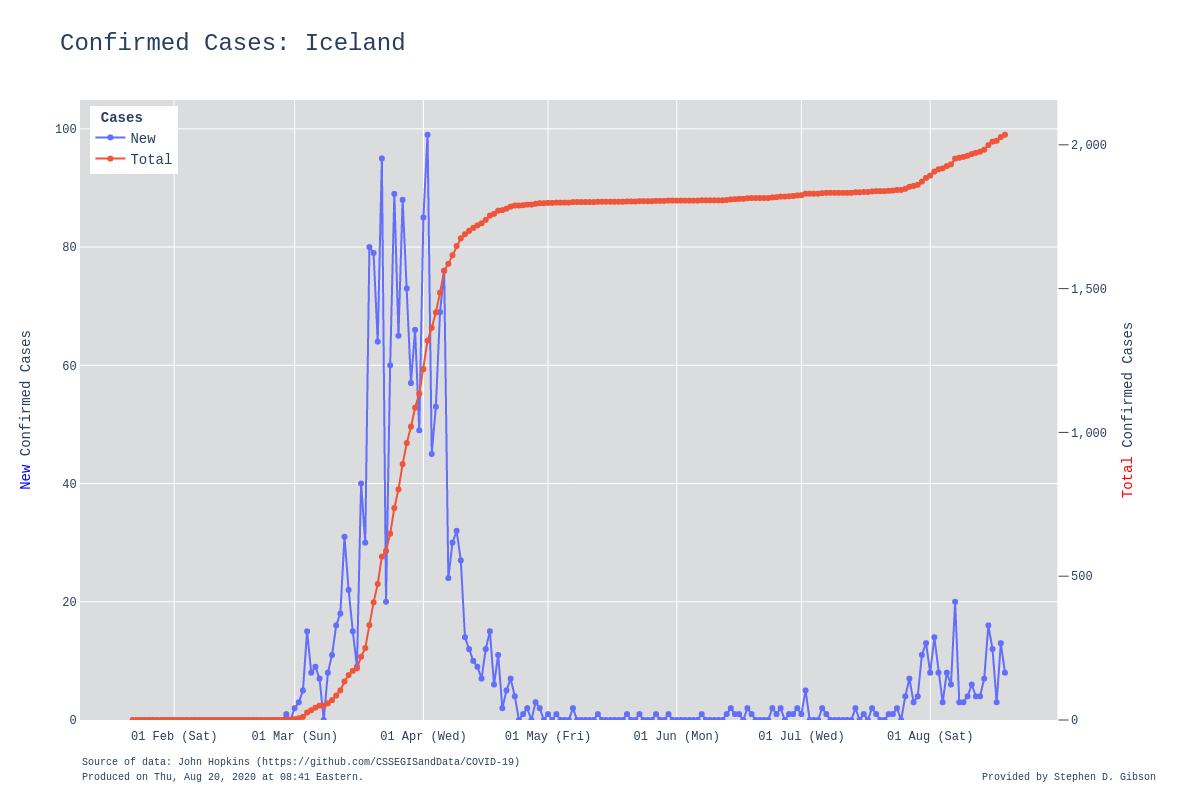 Confirmed Cases: Iceland
Cases
New
Total
100
80
60
40
20
0
2,000
1,500
1,000
500
0
New Confirmed Cases
Total Confirmed Cases
01 Feb (Sat)
01 Mar (Sun)
01 Apr (Wed)
01 May (Fri)
01 Jun (Mon)
01 Jul (Wed)
01 Aug (Sat)
Source of data: John Hopkins (https://github.com/CSSEGISandData/COVID-19)
Produced on Thu, Aug 20, 2020 at 08:41 Eastern.
Provided by Stephen D. Gibson